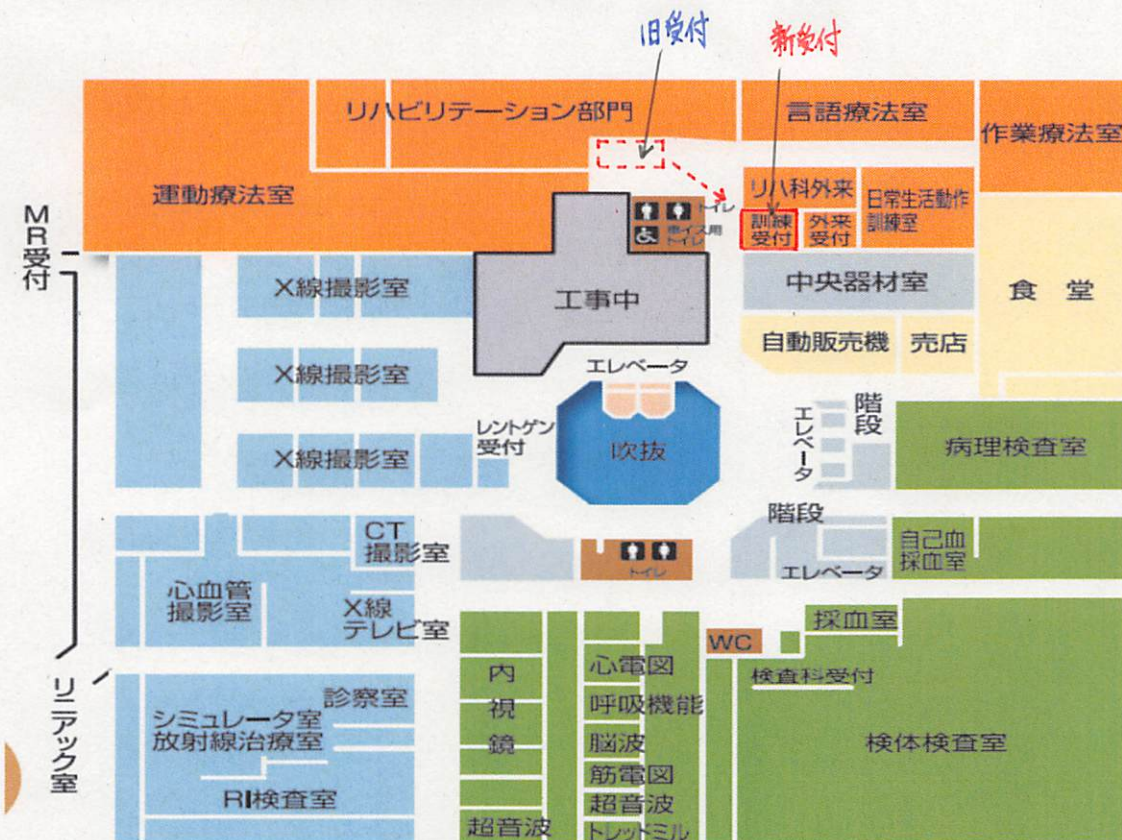 旧受付
新受付
リハビリテーション部門
言語療法室
作業療法室
運動療法室
リハ科外来
日常生活動作
訓練室
トイレ
車イス用
トイレ
訓練
受付
外来
受付
MR受付
X線撮影室
工事中
中央器材室
食堂
自動販売機
売店
X線撮影室
エレベータ
レントゲン
受付
吹抜
エレベータ
階段
X線撮影室
病理検査室
階段
CT
撮影室
トイレ
エレベータ
自己血
採血室
心血管
撮影室
X線
テレビ室
採血室
WC
検査科受付
内視鏡
心電図
呼吸機能
脳波
筋電図
超音波
トレッドミル
超音波
検体検査室
リニアック室
診察室
シミュレータ室
放射線治療室
RI検査室